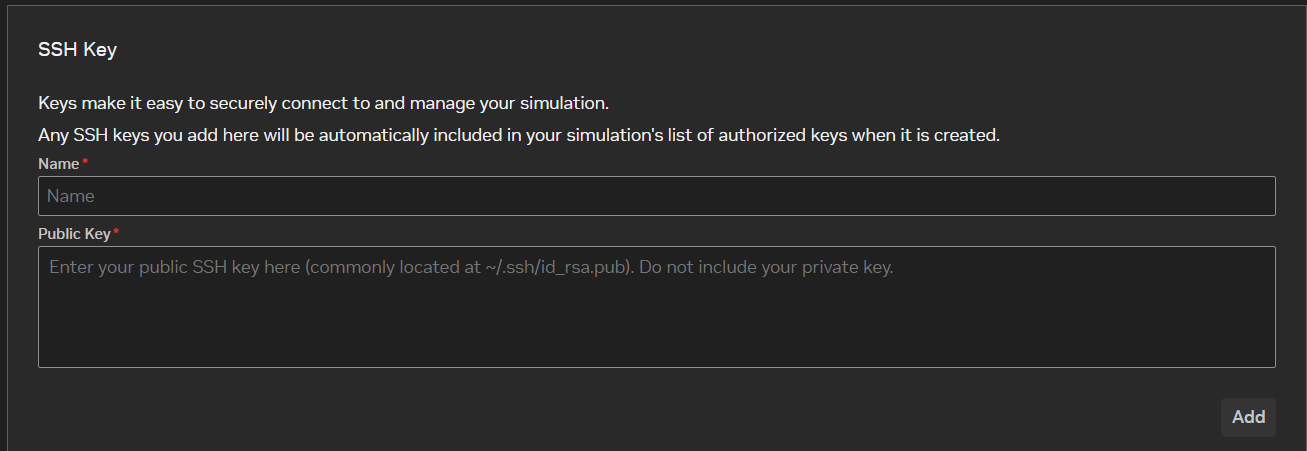 SSH Key
Keys make it easy to securely connect to and manage your simulation.
Any SSH keys you add here will be automatically included in your simulation's list of authorized keys when it is created.
Name*
Name
Public Key*
Enter your public SSH key here (commonly located at ~/.ssh/id_rsa.pub). Do not include your private key.
Add